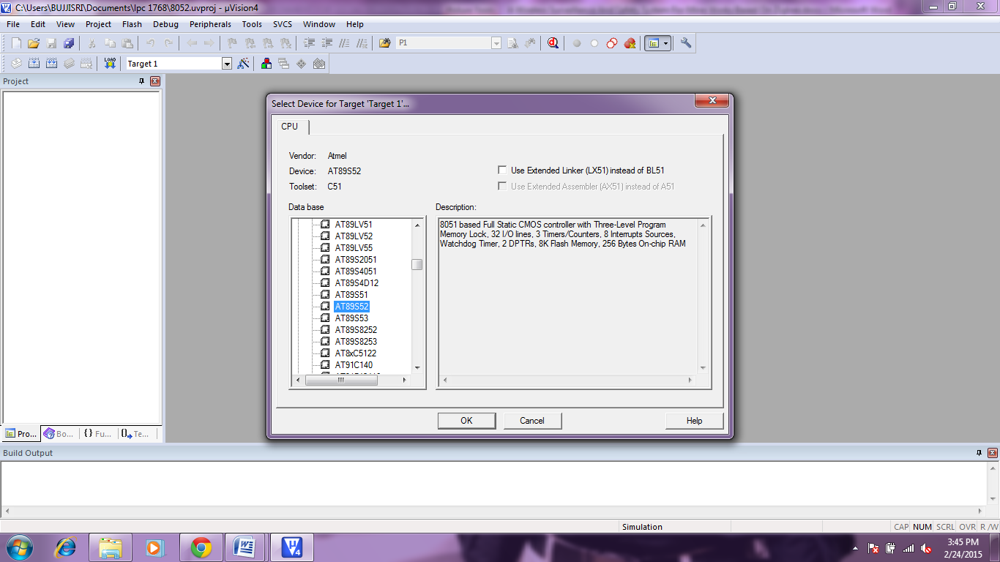 C:\Users\BUJJISRI\Documents\lpc 1768\8052.uvproj - µVision4
File Edit View Project Flash Debug Peripherals Tools SVCS Window Help
P1
LOAD Target 1
Project
Select Device for Target 'Target 1'...
CPU
Vendor: Atmel
Device: AT89S52
Toolset: C51
Use Extended Linker (LX51) instead of BL51
Use Extended Assembler (AX51) instead of A51
Data base
AT89LV51
AT89LV52
AT89LV55
AT89S2051
AT89S4051
AT89S4D12
AT89S51
AT89S52
AT89S53
AT89S8252
AT89S8253
AT8xC5122
AT91C140
Description:
8051 based Full Static CMOS controller with Three-Level Program
Memory Lock, 32 I/O lines, 3 Timers/Counters, 8 Interrupts Sources,
Watchdog Timer, 2 DPTRs, 8K Flash Memory, 256 Bytes On-chip RAM
OK Cancel Help
Pro... Bo... {} Fu... Te...
Build Output
Simulation CAP NUM SCRL OVR R/W
3:45 PM
2/24/2015